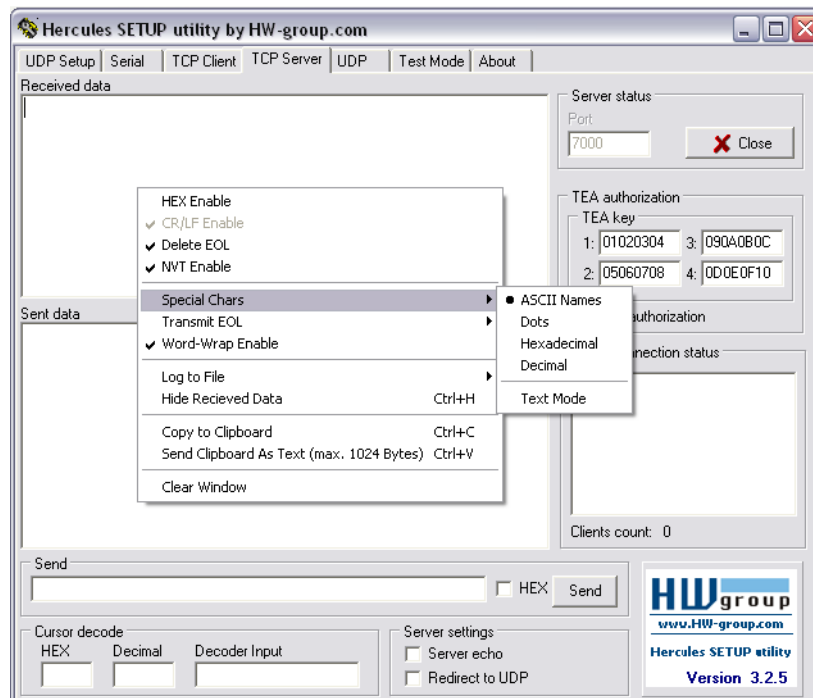 Hercules SETUP utility by HW-group.com
UDP Setup Serial TCP Client TCP Server UDP Test Mode About
Received data
Server status
Port
7000
Close
TEA authorization
TEA key
1: 01020304 3: 090A0B0C
2: 05060708 4: 0D0E0F10
uthorization
nnection status
Clients count: 0
HEX Enable
CR/LF Enable
Delete EOL
NVT Enable
Special Chars
Transmit EOL
Word-Wrap Enable
Log to File
Hide Recieved Data Ctrl+H
Copy to Clipboard Ctrl+C
Send Clipboard As Text (max. 1024 Bytes) Ctrl+V
Clear Window
ASCII Names
Dots
Hexadecimal
Decimal
Text Mode
Sent data
Send
HEX Send
Cursor decode
HEX Decimal Decoder Input
Server settings
Server echo
Redirect to UDP
HW group
www.HW-group.com
Hercules SETUP utility
Version 3.2.5